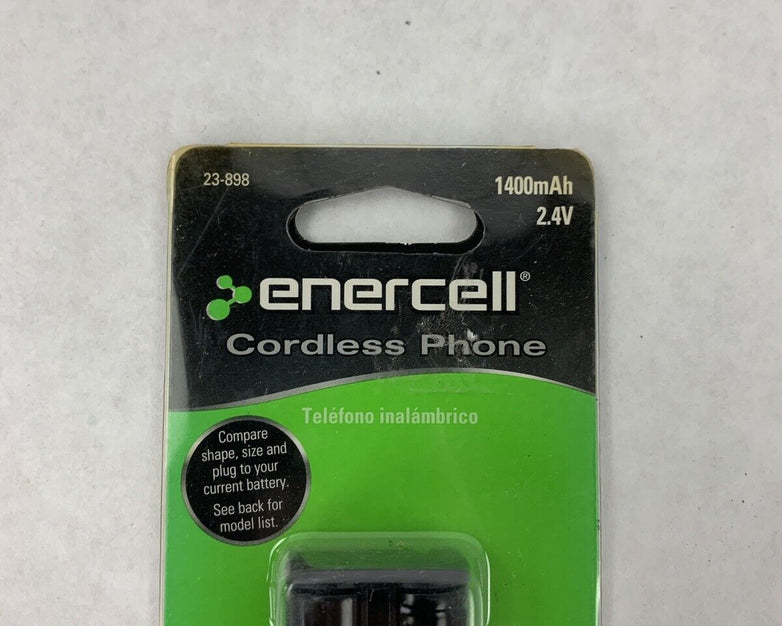 23-898
1400mAh
2.4V
enercell®
Cordless Phone
Teléfono inalámbrico
Compare
shape, size and
plug to your
current battery.
See back for
model list.